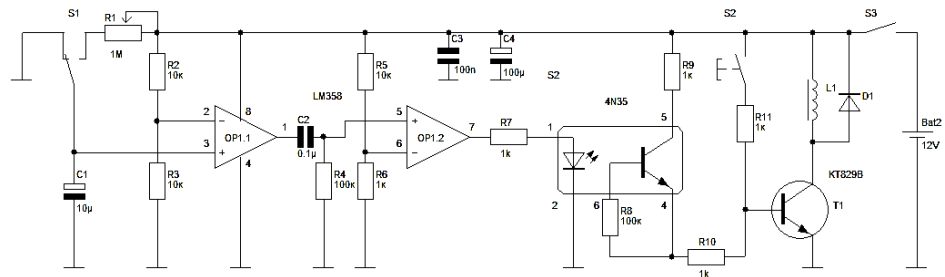 S1
R1
1M
R2
10к
R3
10к
C1
10µ
2
3
8
4
1
OP1.1
LM358
C2
0.1µ
R4
100к
R5
10к
R6
1к
5
6
7
OP1.2
C3
100n
C4
100µ
S2
R7
1k
4N35
1
2
5
6
4
R8
100к
R9
1к
R10
1k
S2
R11
1к
L1
D1
S3
Bat2
12V
KT829B
T1